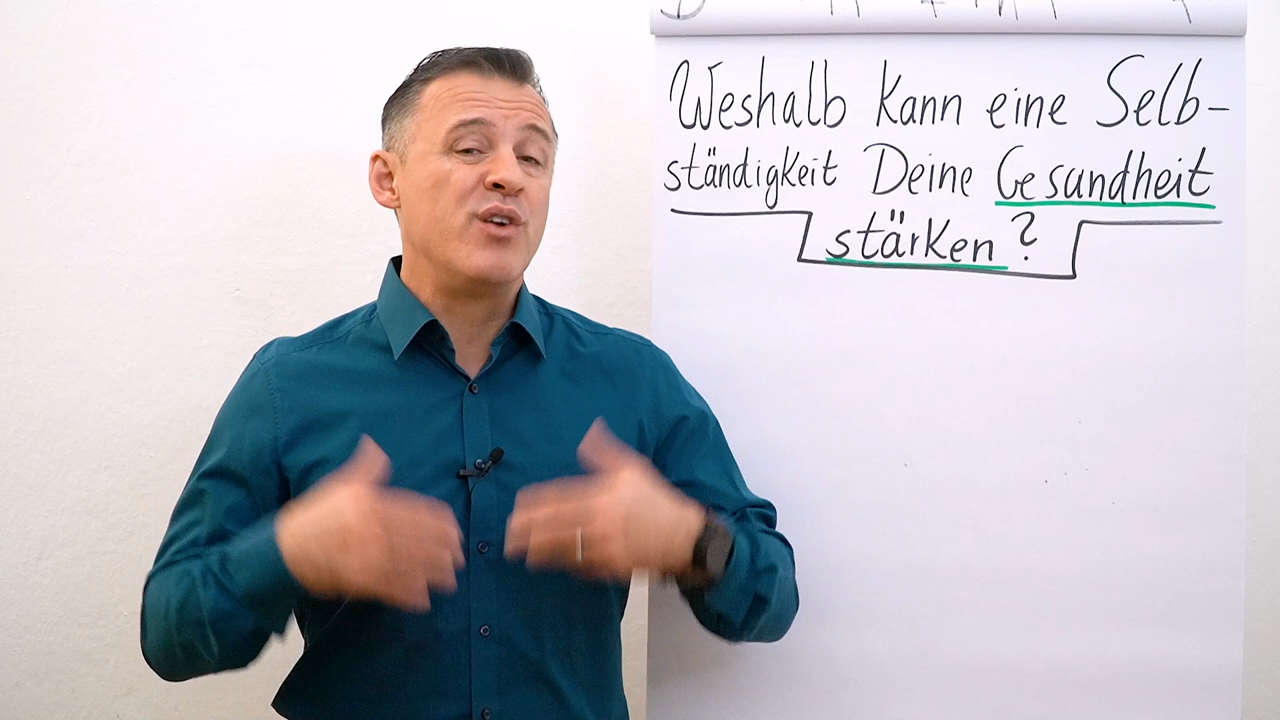 Weshalb kann eine Selb-
ständigkeit Deine Gesundheit
stärken?